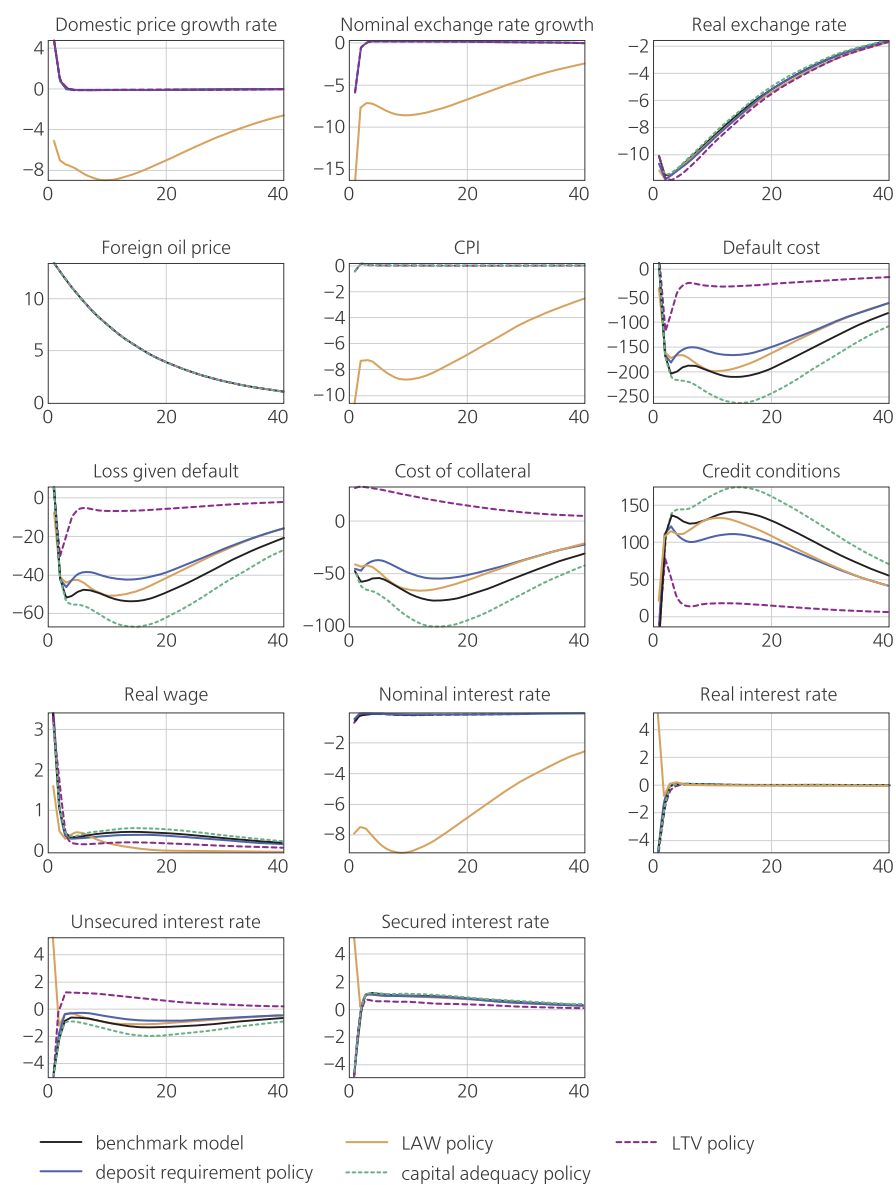 Domestic price growth rate
Nominal exchange rate growth
Real exchange rate
4
0
−4
−8
0 20 40
0
−5
−10
−15
0 20 40
−2
−4
−6
−8
−10
0 20 40
Foreign oil price
CPI
Default cost
10
5
0
0 20 40
0
−2
−4
−6
−8
−10
0 20 40
0
−50
−100
−150
−200
−250
0 20 40
Loss given default
Cost of collateral
Credit conditions
0
−20
−40
−60
0 20 40
0
−50
−100
0 20 40
150
100
50
0
0 20 40
Real wage
Nominal interest rate
Real interest rate
3
2
1
0
0 20 40
−2
−4
−6
−8
0 20 40
4
2
0
−2
−4
0 20 40
Unsecured interest rate
Secured interest rate
4
2
0
−2
−4
0 20 40
4
2
0
−2
−4
0 20 40
benchmark model
LAW policy
LTV policy
deposit requirement policy
capital adequacy policy